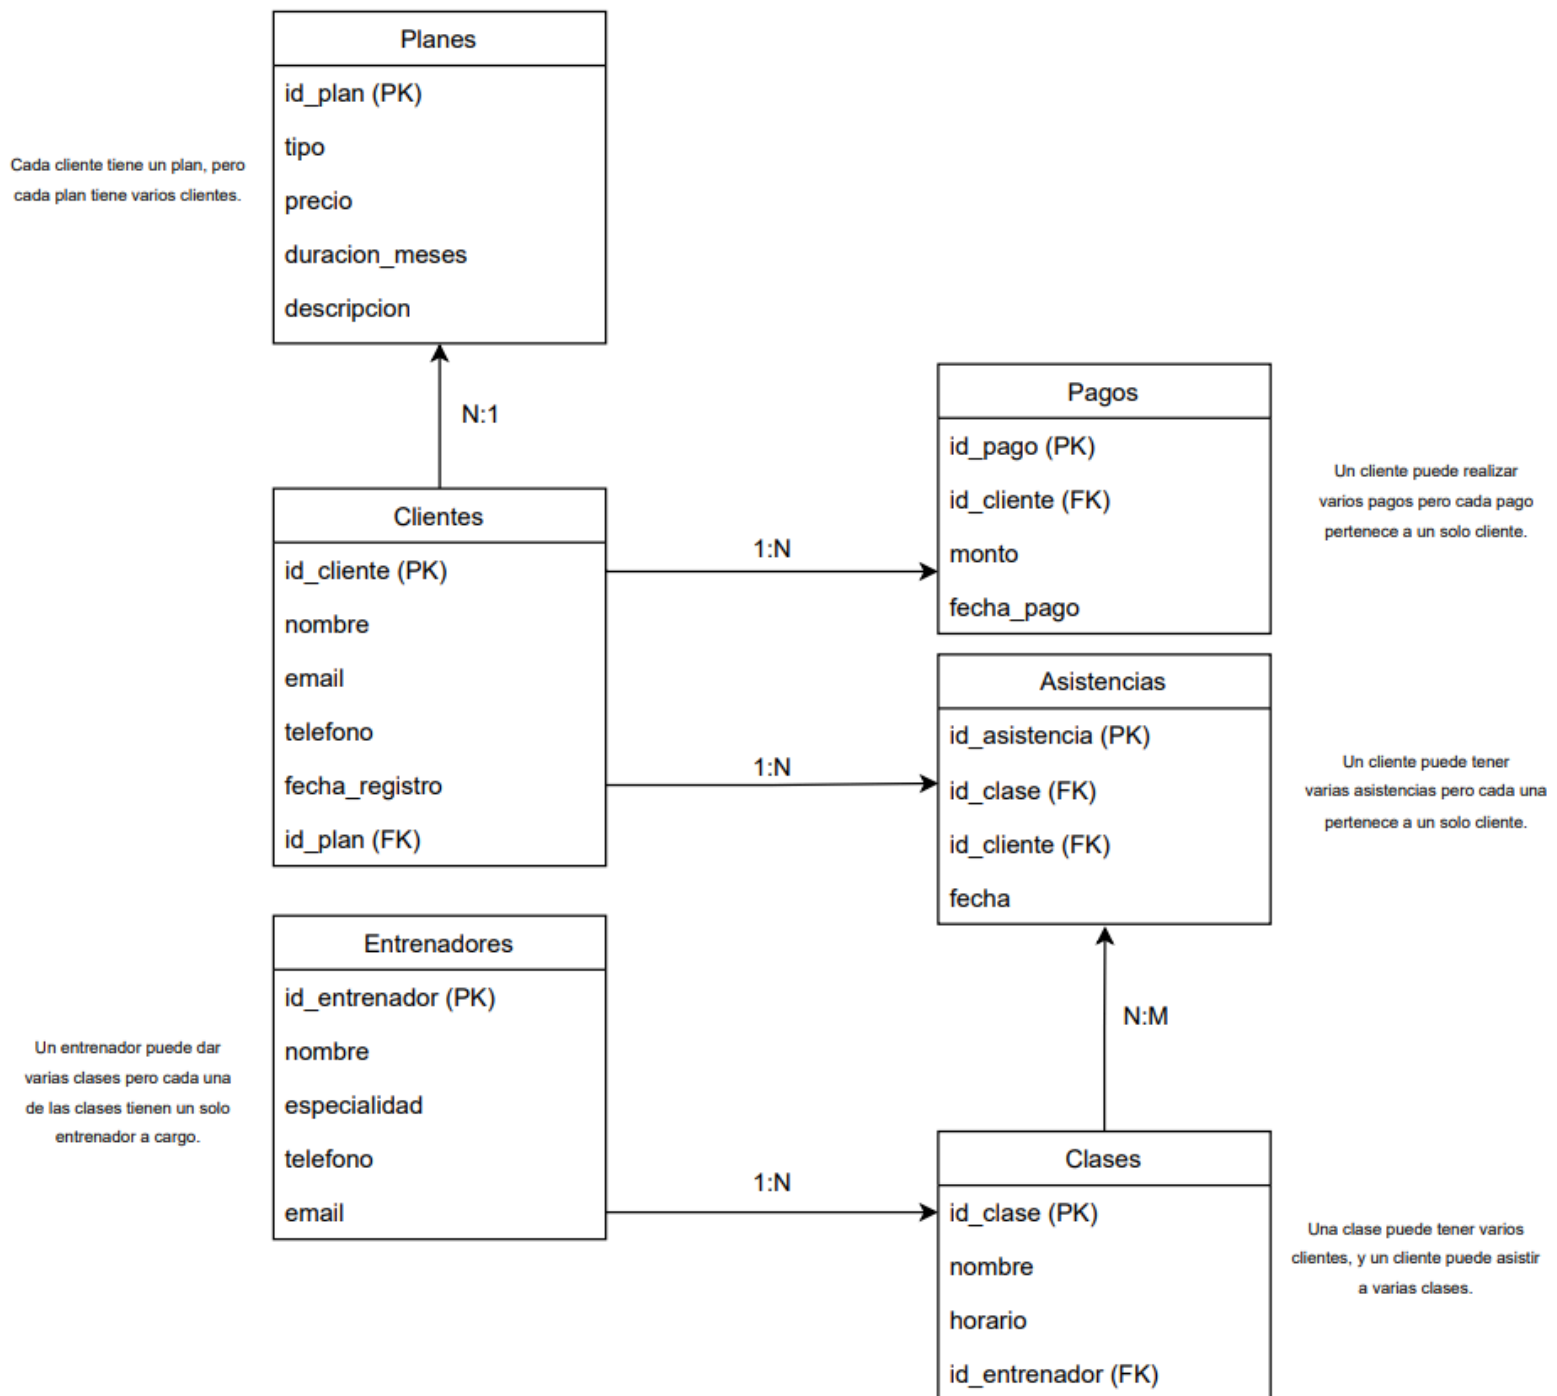 Planes
id_plan (PK)
tipo
precio
duracion_meses
descripcion
Cada cliente tiene un plan, pero
cada plan tiene varios clientes.
N:1
Clientes
id_cliente (PK)
nombre
email
telefono
fecha_registro
id_plan (FK)
1:N
Pagos
id_pago (PK)
id_cliente (FK)
monto
fecha_pago
Un cliente puede realizar
varios pagos pero cada pago
pertenece a un solo cliente.
1:N
Asistencias
id_asistencia (PK)
id_clase (FK)
id_cliente (FK)
fecha
Un cliente puede tener
varias asistencias pero cada una
pertenece a un solo cliente.
Entrenadores
id_entrenador (PK)
nombre
especialidad
telefono
email
Un entrenador puede dar
varias clases pero cada una
de las clases tienen un solo
entrenador a cargo.
N:M
1:N
Clases
id_clase (PK)
nombre
horario
id_entrenador (FK)
Una clase puede tener varios
clientes, y un cliente puede asistir
a varias clases.